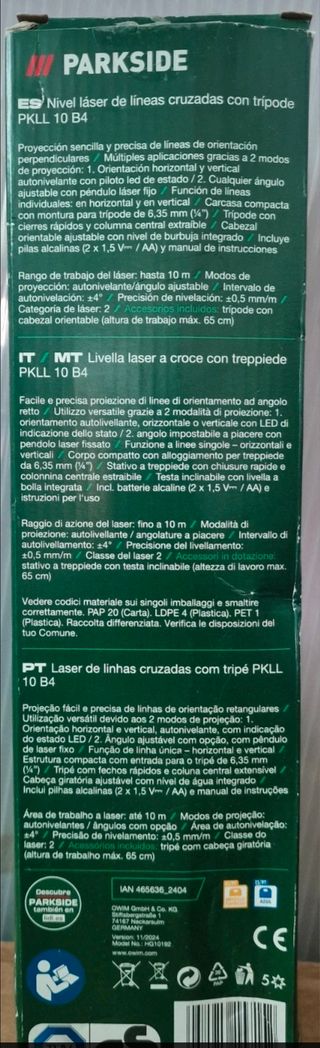 /// PARKSIDE
ES Nivel láser de líneas cruzadas con trípode
PKLL 10 B4
Proyección sencilla y precisa de líneas de orientación
perpendiculares / Múltiples aplicaciones gracias a 2 modos
de proyección: 1. Orientación horizontal y vertical
autonivelante con piloto led de estado / 2. Cualquier ángulo
ajustable con péndulo láser fijo / Función de líneas
individuales: en horizontal y en vertical / Carcasa compacta
con montura para trípode de 6,35 mm (¼") / Trípode con
cierres rápidos y columna central extraíble / Cabezal
orientable ajustable con nivel de burbuja integrado / Incluye
pilas alcalinas (2 x 1,5 V⎓ / AA) y manual de instrucciones
Rango de trabajo del láser: hasta 10 m / Modos de
proyección: autonivelante/ángulo ajustable / Intervalo de
autonivelación: ±4° / Precisión de nivelación: ±0,5 mm/m /
Categoría de láser: 2 / Accesorios incluidos: trípode con
cabezal orientable (altura de trabajo máx. 65 cm)
IT / MT Livella laser a croce con treppiede
PKLL 10 B4
Facile e precisa proiezione di linee di orientamento ad angolo
retto / Utilizzo versatile grazie a 2 modalità di proiezione: 1.
orientamento autolivellante, orizzontale o verticale con LED di
indicazione dello stato / 2. angolo impostabile a piacere con
pendolo laser fissato / Funzione a linee singole – orizzontali e
verticali / Corpo compatto con alloggiamento per treppiede
da 6,35 mm (¼") / Stativo a treppiede con chiusure rapide e
colonnina centrale estraibile / Testa inclinabile con livella a
bolla integrata / Incl. batterie alcaline (2 x 1,5 V⎓ / AA) e
istruzioni per l'uso
Raggio di azione del laser: fino a 10 m / Modalità di
proiezione: autolivellante / angolature a piacere / Intervallo di
autolivellamento: ±4° / Precisione del livellamento:
±0,5 mm/m / Classe del laser 2 / Accessori in dotazione:
stativo a treppiede con testa inclinabile (altezza di lavoro max.
65 cm)
Vedere codici materiale sui singoli imballaggi e smaltire
correttamente. PAP 20 (Carta). LDPE 4 (Plastica). PET 1
(Plastica). Raccolta differenziata. Verifica le disposizioni del
tuo Comune.
PT Laser de linhas cruzadas com tripé PKLL
10 B4
Projeção fácil e precisa de linhas de orientação retangulares /
Utilização versátil devido aos 2 modos de projeção: 1.
Orientação horizontal e vertical, autonivelante, com indicação
do estado LED / 2. Ângulo ajustável com opção, com pêndulo
de laser fixo / Função de linha única – horizontal e vertical /
Estrutura compacta com entrada para o tripé de 6,35 mm
(¼") / Tripé com fechos rápidos e coluna central extensível /
Cabeça giratória ajustável com nível de água integrado /
Inclui pilhas alcalinas (2 x 1,5 V⎓ / AA) e manual de instruções
Área de trabalho a laser: até 10 m / Modos de projeção:
autonivelantes / ângulos com opção / Área de autonivelação:
±4° / Precisão de nivelação: ±0,5 mm/m / Classe do
laser: 2 / Acessórios incluídos: tripé com cabeça giratória
(altura de trabalho máx. 65 cm)
Descubre
PARKSIDE
también en
lidl.es
IAN 465636_2404
OWIM GmbH & Co. KG
Stiftsbergstraße 1
74167 Neckarsulm
GERMANY
Version: 11/2024
Model No.: HG10192
www.owim.com
CE
20
PAP
5